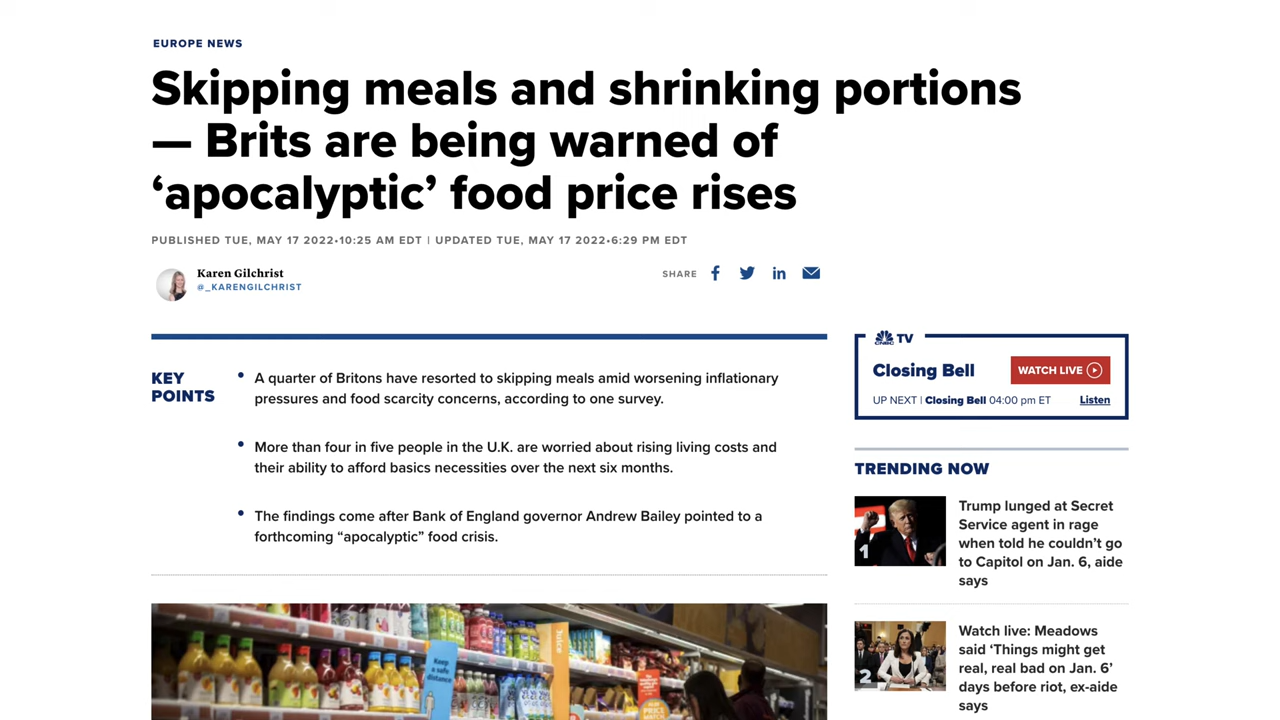 EUROPE NEWS
Skipping meals and shrinking portions
— Brits are being warned of
‘apocalyptic’ food price rises
PUBLISHED TUE, MAY 17 2022•10:25 AM EDT | UPDATED TUE, MAY 17 2022•6:29 PM EDT
Karen Gilchrist
@_KARENGILCHRIST
SHARE
KEY
POINTS
A quarter of Britons have resorted to skipping meals amid worsening inflationary
pressures and food scarcity concerns, according to one survey.
More than four in five people in the U.K. are worried about rising living costs and
their ability to afford basics necessities over the next six months.
The findings come after Bank of England governor Andrew Bailey pointed to a
forthcoming “apocalyptic” food crisis.
Juice
Keep
a safe
distance
PRICE
CNBC TV
Closing Bell
WATCH LIVE
UP NEXT | Closing Bell 04:00 pm ET
Listen
TRENDING NOW
1
Trump lunged at Secret
Service agent in rage
when told he couldn’t go
to Capitol on Jan. 6, aide
says
2
Watch live: Meadows
said ‘Things might get
real, real bad on Jan. 6’
days before riot, ex-aide
says